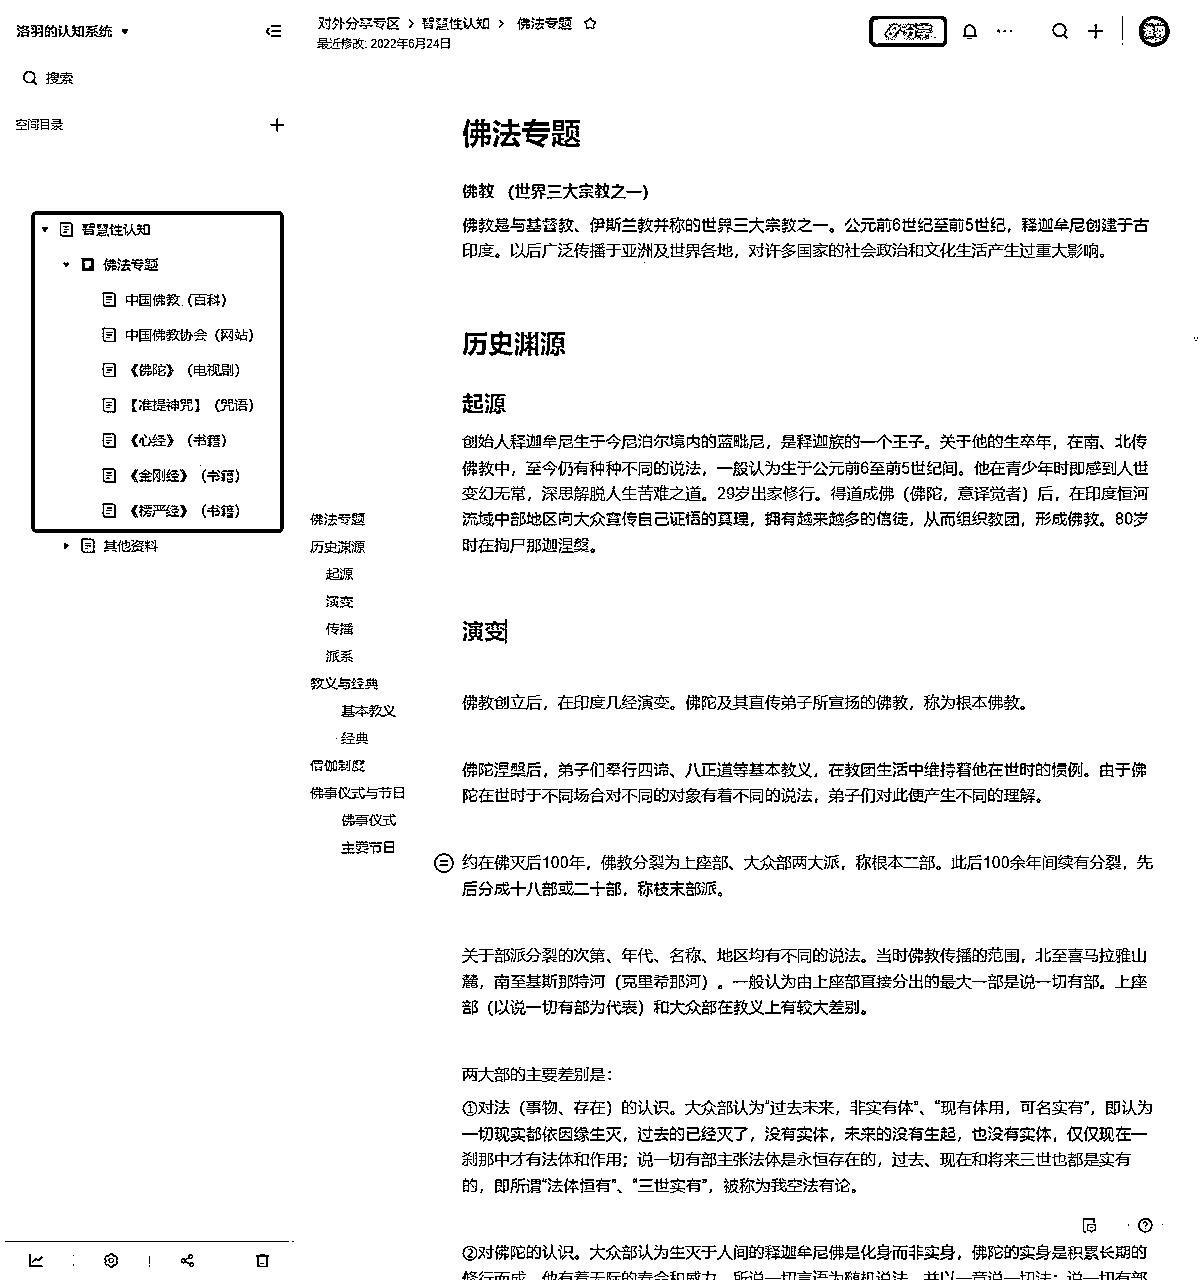 洛羽的认知系统
搜索
空间目录
智慧性认知
佛法专题
中国佛教（百科）
中国佛教协会（网站）
《佛陀》（电视剧）
【准提神咒】（咒语）
《心经》（书籍）
《金刚经》（书籍）
《楞严经》（书籍）
其他资料
对外分享专区 > 智慧性认知 > 佛法专题
最近修改: 2022年6月24日
佛法专题
历史渊源
起源
演变
传播
派系
教义与经典
基本教义
经典
僧伽制度
佛事仪式与节日
佛事仪式
主要节日
佛法专题
佛教 （世界三大宗教之一）
佛教是与基督教、伊斯兰教并称的世界三大宗教之一。公元前6世纪至前5世纪，释迦牟尼创建于古
印度。以后广泛传播于亚洲及世界各地，对许多国家的社会政治和文化生活产生过重大影响。
历史渊源
起源
创始人释迦牟尼生于今尼泊尔境内的蓝毗尼，是释迦族的一个王子。关于他的生卒年，在南、北传
佛教中，至今仍有种种不同的说法，一般认为生于公元前6至前5世纪间。他在青少年时即感到人世
变幻无常，深思解脱人生苦难之道。29岁出家修行。得道成佛（佛陀，意译觉者）后，在印度恒河
流域中部地区向大众宣传自己证悟的真理，拥有越来越多的信徒，从而组织教团，形成佛教。80岁
时在拘尸那迦涅槃。
演变
佛教创立后，在印度几经演变。佛陀及其直传弟子所宣扬的佛教，称为根本佛教。
佛陀涅槃后，弟子们奉行四谛、八正道等基本教义，在教团生活中维持着他在世时的惯例。由于佛
陀在世时于不同场合对不同的对象有着不同的说法，弟子们对此便产生不同的理解。
约在佛灭后100年，佛教分裂为上座部、大众部两大派，称根本二部。此后100余年间续有分裂，先
后分成十八部或二十部，称枝末部派。
关于部派分裂的次第、年代、名称、地区均有不同的说法。当时佛教传播的范围，北至喜马拉雅山
麓，南至基斯那特河（克里希那河）。一般认为由上座部直接分出的最大一部是说一切有部。上座
部（以说一切有部为代表）和大众部在教义上有较大差别。
两大部的主要差别是：
①对法（事物、存在）的认识。大众部认为“过去未来，非实有体”、“现有体用，可名实有”，即认为
一切现实都依因缘生灭，过去的已经灭了，没有实体，未来的没有生起，也没有实体，仅仅现在一
刹那中才有法体和作用；说一切有部主张法体是永恒存在的，过去、现在和将来三世也都是实有
的，即所谓“法体恒有”、“三世实有”，被称为我空法有论。
②对佛陀的认识。大众部认为生灭于人间的释迦牟尼佛是化身而非实身，佛陀的实身是积累长期的
修行而成，他有着无际的寿命和威力，所说一切言语为随机说法，并以一音说一切法；说一切有部